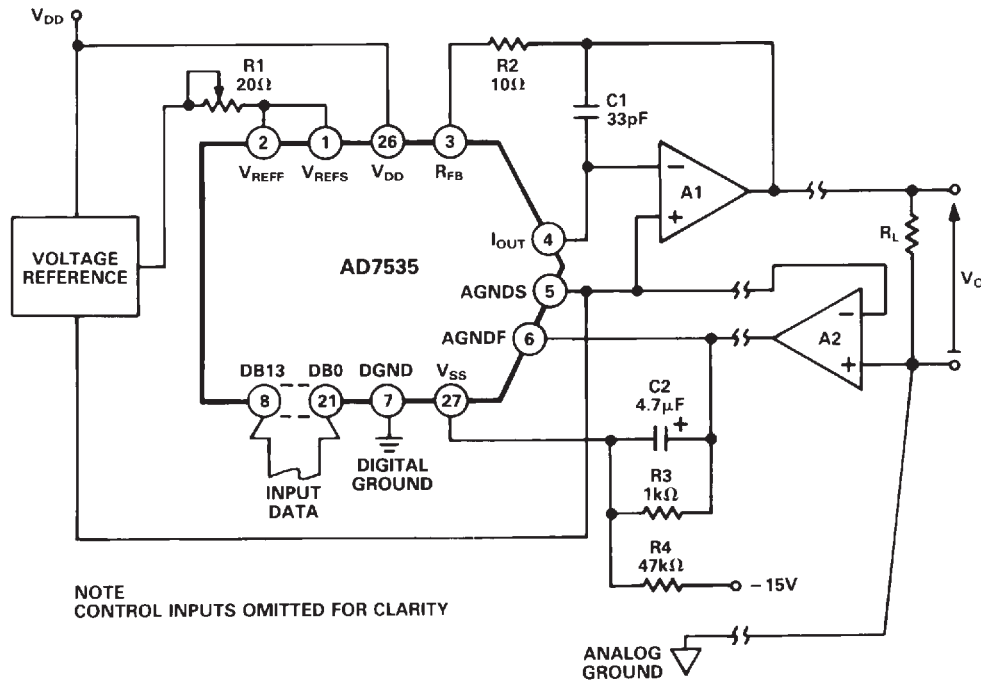 VDD
R1
20Ω
R2
10Ω
C1
33pF
2
1
26
3
VREFF
VREFS
VDD
RFB
A1
IOUT
4
VOLTAGE
REFERENCE
AD7535
AGNDS
5
RL
VO
AGNDF
6
A2
DB13
DB0
DGND
VSS
8
21
7
27
C2
4.7µF
DIGITAL
GROUND
INPUT
DATA
R3
1kΩ
R4
47kΩ
−15V
NOTE
CONTROL INPUTS OMITTED FOR CLARITY
ANALOG
GROUND